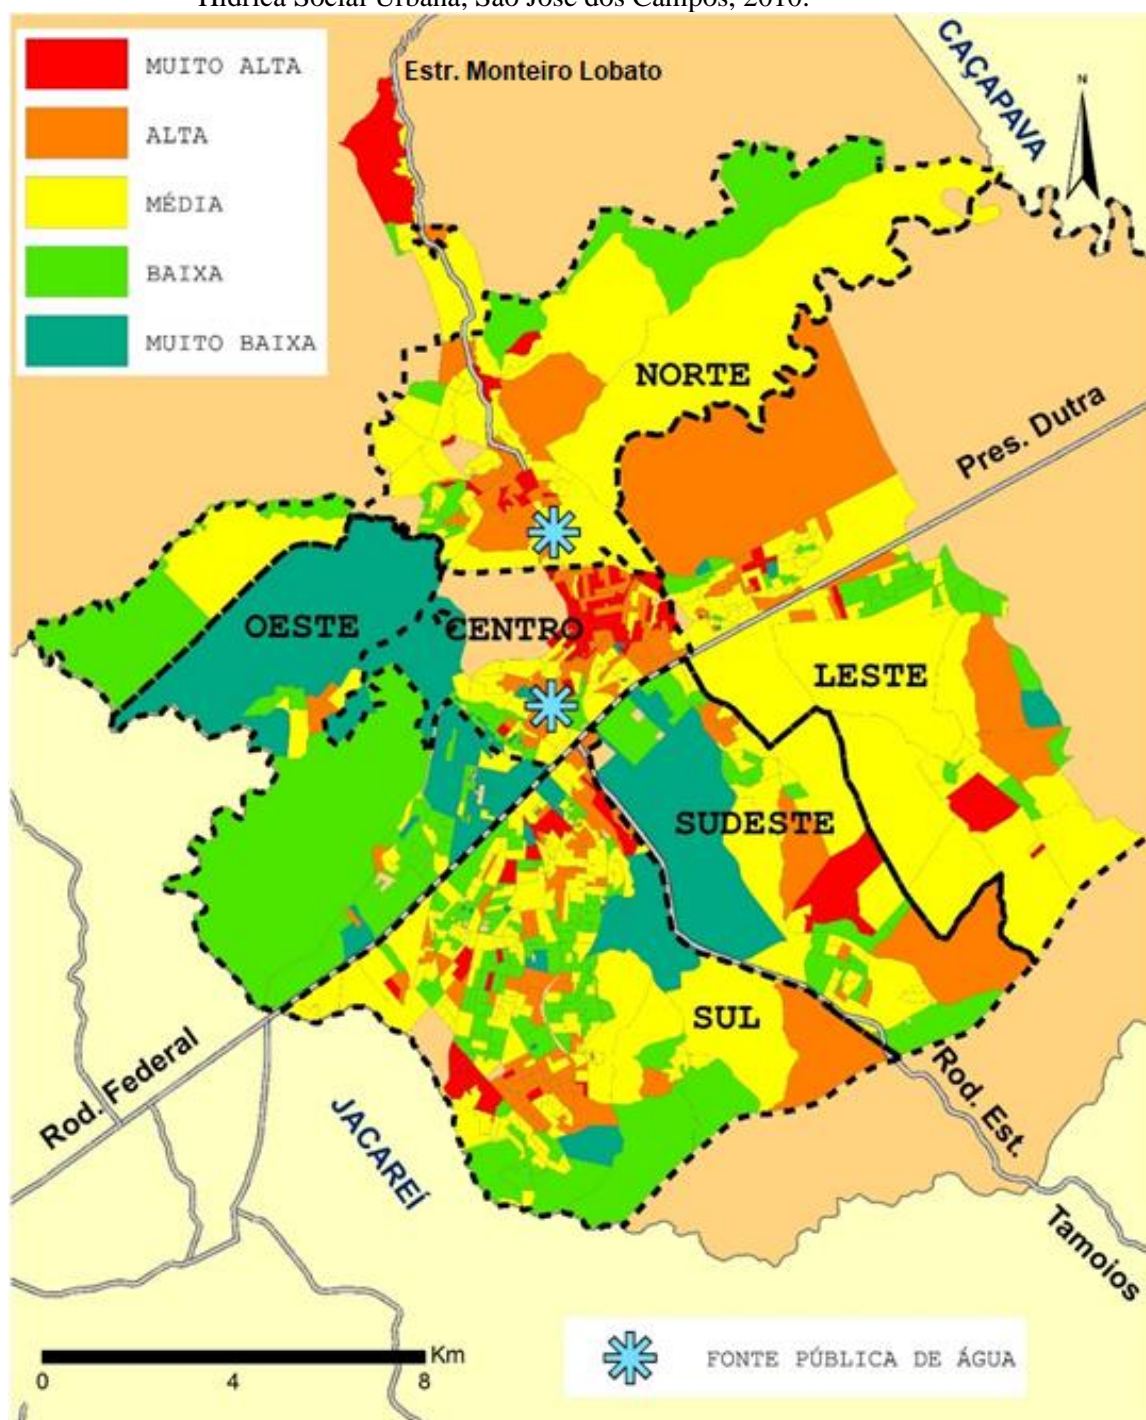 Hídrica Social Urbana, São José dos Campos, 2010.
MUITO ALTA
ALTA
MÉDIA
BAIXA
MUITO BAIXA
Estr. Monteiro Lobato
CAÇAPAVA
N
NORTE
Pres. Dutra
OESTE
CENTRO
LESTE
SUDESTE
SUL
Rod. Federal
JACAREÍ
Rod. Est.
Tamoios
Km
0 4 8
FONTE PÚBLICA DE ÁGUA